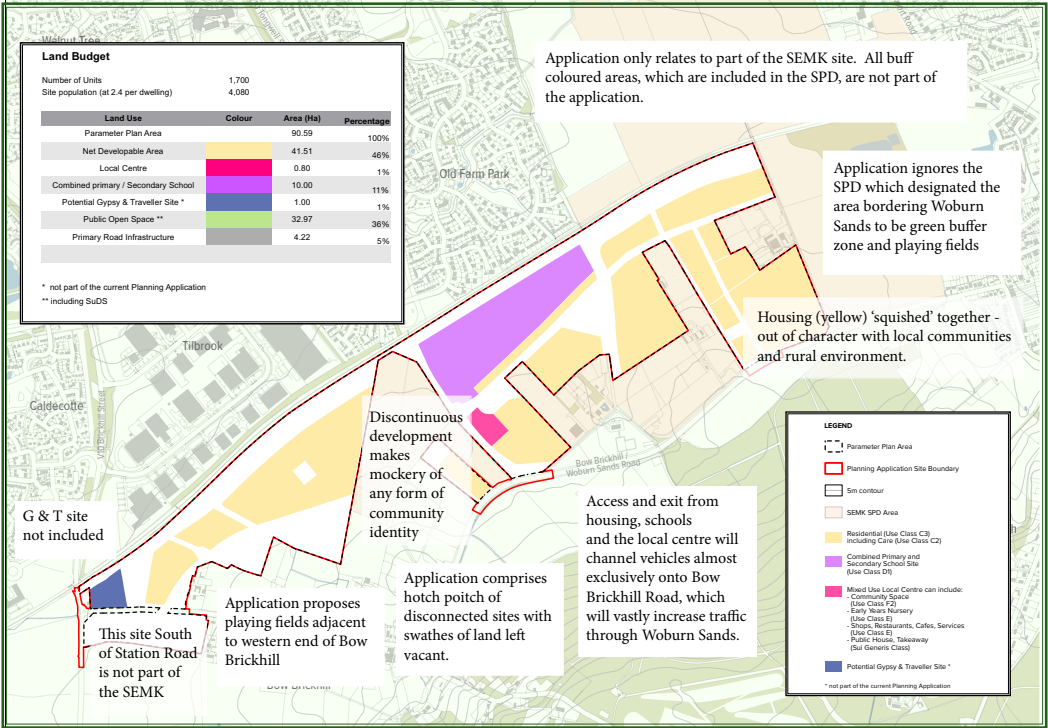 Walnut Tree
Land Budget
Number of Units 1,700
Site population (at 2.4 per dwelling) 4,080
Land Use Colour Area (Ha) Percentage
Parameter Plan Area 90.59 100%
Net Developable Area 41.51 46%
Local Centre 0.80 1%
Combined primary / Secondary School 10.00 11%
Potential Gypsy & Traveller Site * 1.00 1%
Public Open Space ** 32.97 36%
Primary Road Infrastructure 4.22 5%
* not part of the current Planning Application
** including SuDS
Application only relates to part of the SEMK site. All buff
coloured areas, which are included in the SPD, are not part of
the application.
Old Farm Park
Application ignores the
SPD which designated the
area bordering Woburn
Sands to be green buffer
zone and playing fields
Housing (yellow) ‘squished’ together -
out of character with local communities
and rural environment.
Tilbrook
Caldecotte
V10 Brickhill Street
Discontinuous
development
makes
mockery of
any form of
community
identity
Bow Brickhill /
Woburn Sands Road
G & T site
not included
Access and exit from
housing, schools
and the local centre will
channel vehicles almost
exclusively onto Bow
Brickhill Road, which
will vastly increase traffic
through Woburn Sands.
Application comprises
hotch poitch of
disconnected sites with
swathes of land left
vacant.
Application proposes
playing fields adjacent
to western end of Bow
Brickhill
This site South
of Station Road
is not part of
the SEMK
Bow Brickhill
LEGEND
Parameter Plan Area
Planning Application Site Boundary
5m contour
SEMK SPD Area
Residential (Use Class C3)
including Care (Use Class C2)
Combined Primary and
Secondary School Site
(Use Class D1)
Mixed Use Local Centre can include:
- Community Space
(Use Class F2)
- Early Years Nursery
(Use Class E)
- Shops, Restaurants, Cafes, Services
(Use Class E)
- Public House, Takeaway
(Sui Generis Class)
Potential Gypsy & Traveller Site *
* not part of the current Planning Application